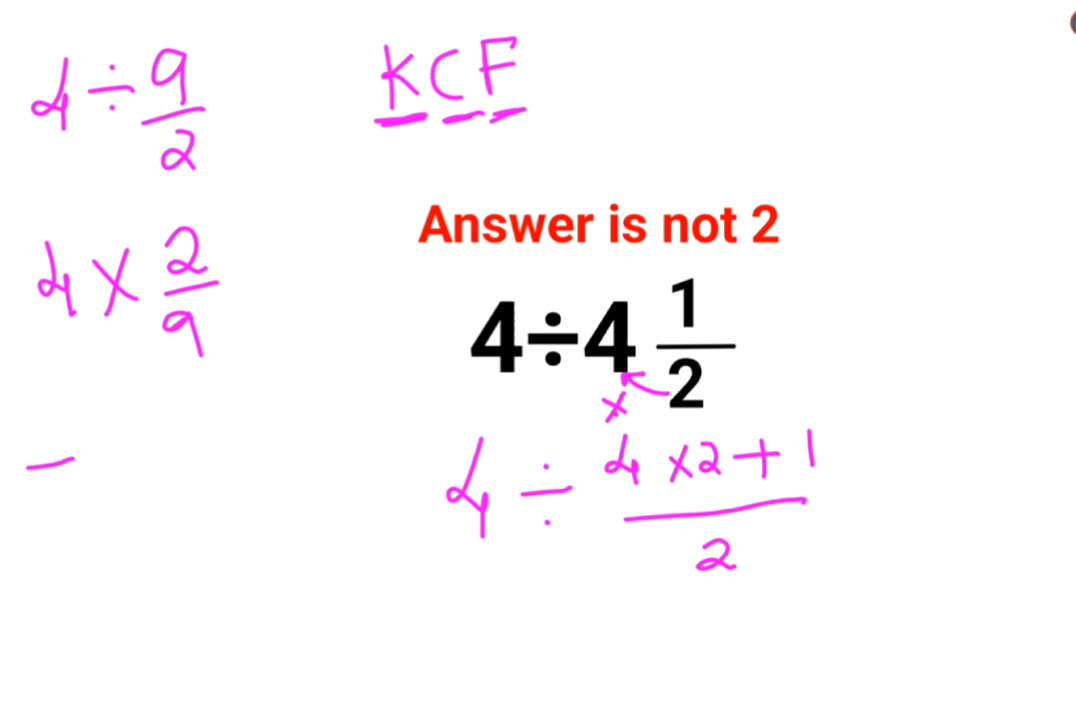 4 ÷ 9/2
KCF
4 × 2/9
Answer is not 2
4÷4 1/2
×
4 ÷ (4 × 2 + 1)/2